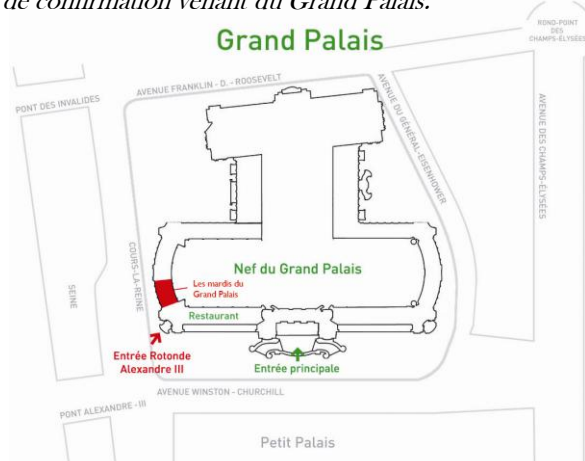 de confirmation venant du Grand Palais.
Grand Palais
ROND-POINT
DES
CHAMPS-ÉLYSÉES
AVENUE FRANKLIN - D. - ROOSEVELT
PONT DES INVALIDES
AVENUE DU GÉNÉRAL-EISENHOWER
AVENUE DES CHAMPS-ÉLYSÉES
COURS-LA-REINE
SEINE
Nef du Grand Palais
Les mardis du
Grand Palais
Restaurant
Entrée Rotonde
Alexandre III
Entrée principale
AVENUE WINSTON - CHURCHILL
PONT ALEXANDRE - III
Petit Palais